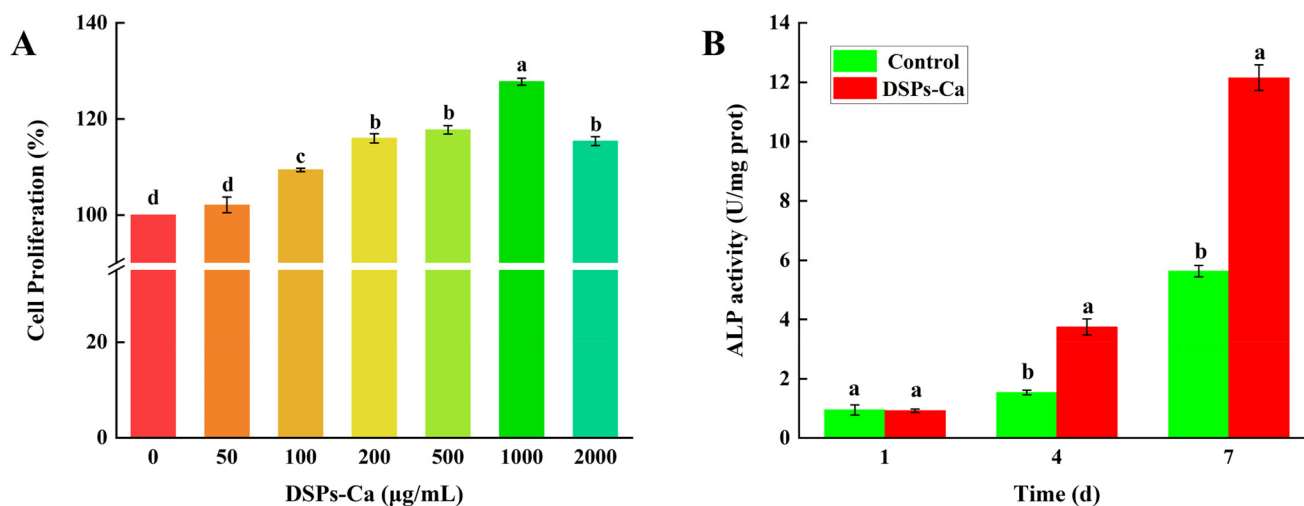 A
Cell Proliferation (%)
140
120
100
20
0
d
d
c
b
b
a
b
0 50 100 200 500 1000 2000
DSPs-Ca (μg/mL)
B
ALP activity (U/mg prot)
14
12
10
8
6
4
2
0
Control
DSPs-Ca
a
a
b
a
b
a
1 4 7
Time (d)